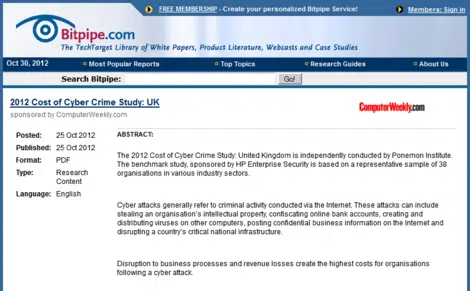 FREE MEMBERSHIP - Create your personalized Bitpipe Service!
Members: Sign in
Bitpipe.com
The TechTarget Library of White Papers, Product Literature, Webcasts and Case Studies
Oct 30, 2012 Most Popular Reports Top Topics Research Guides About Us
Search Bitpipe: Go!
2012 Cost of Cyber Crime Study: UK
sponsored by ComputerWeekly.com
ComputerWeekly.com
Posted: 25 Oct 2012
Published: 25 Oct 2012
Format: PDF
Type: Research
Content
Language: English
ABSTRACT:
The 2012 Cost of Cyber Crime Study: United Kingdom is independently conducted by Ponemon Institute.
The benchmark study, sponsored by HP Enterprise Security is based on a representative sample of 38
organisations in various industry sectors.
Cyber attacks generally refer to criminal activity conducted via the Internet. These attacks can include
stealing an organisation's intellectual property, confiscating online bank accounts, creating and
distributing viruses on other computers, posting confidential business information on the Internet and
disrupting a country's critical national infrastructure.
Disruption to business processes and revenue losses create the highest costs for organisations
following a cyber attack.